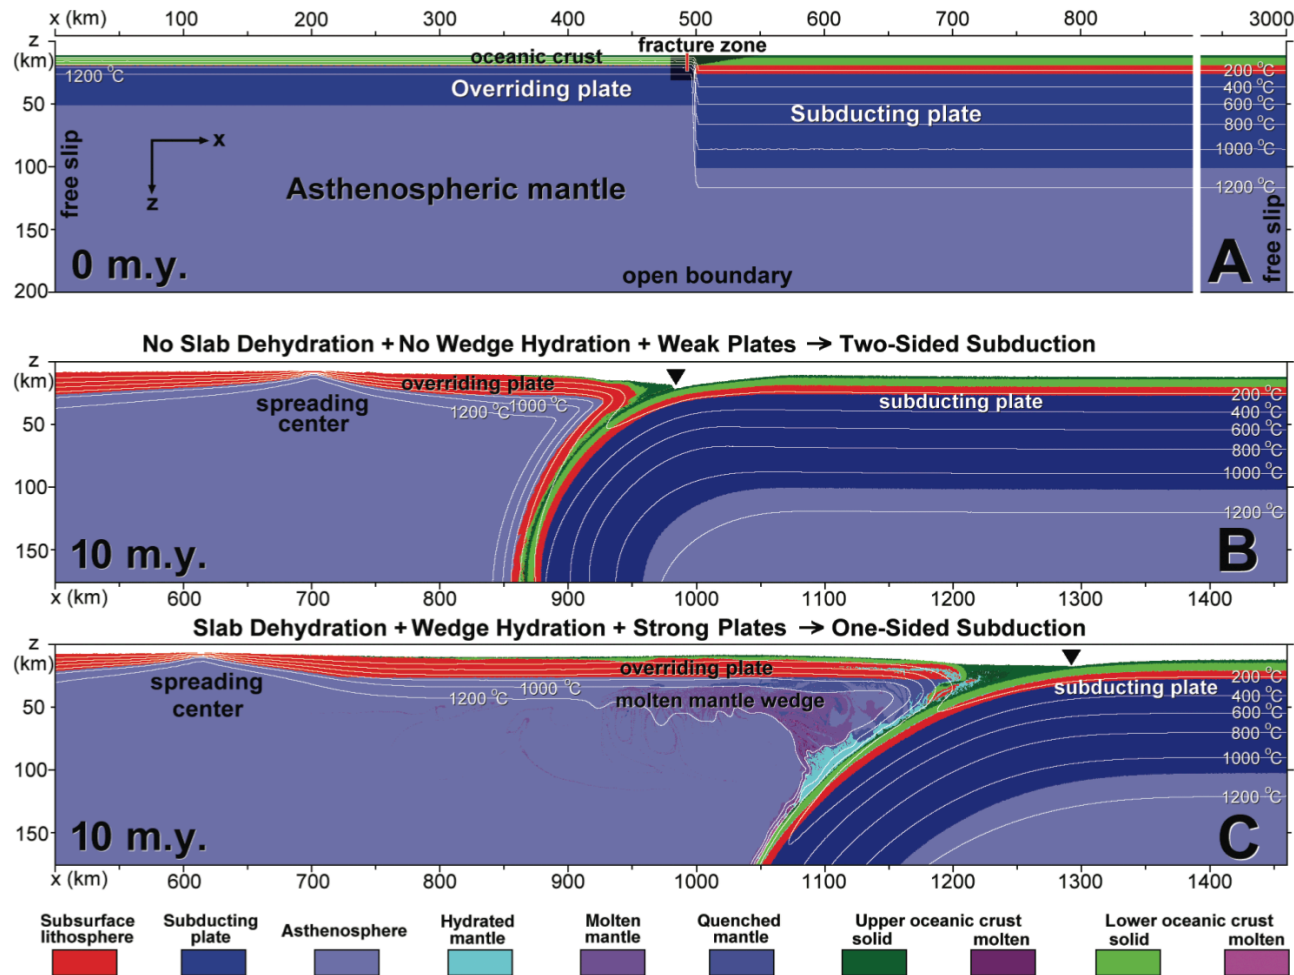 x (km) 100 200 300 400 500 600 700 800 3000
z
(km)
50
100
150
200
fracture zone
oceanic crust
1200 °C
Overriding plate
Subducting plate
200 °C
400 °C
600 °C
800 °C
1000 °C
1200 °C
free slip
x
z
Asthenospheric mantle
free slip
0 m.y.
open boundary
A
No Slab Dehydration + No Wedge Hydration + Weak Plates → Two-Sided Subduction
z
(km)
50
100
150
overriding plate
spreading
center
1200 °C
1000 °C
subducting plate
200 °C
400 °C
600 °C
800 °C
1000 °C
1200 °C
10 m.y.
B
x (km) 600 700 800 900 1000 1100 1200 1300 1400
Slab Dehydration + Wedge Hydration + Strong Plates → One-Sided Subduction
z
(km)
50
100
150
overriding plate
spreading
center
1200 °C
1000 °C
molten mantle wedge
subducting plate
200 °C
400 °C
600 °C
800 °C
1000 °C
1200 °C
10 m.y.
C
x (km) 600 700 800 900 1000 1100 1200 1300 1400
Subsurface
lithosphere
Subducting
plate
Asthenosphere
Hydrated
mantle
Molten
mantle
Quenched
mantle
Upper oceanic crust
solid molten
Lower oceanic crust
solid molten